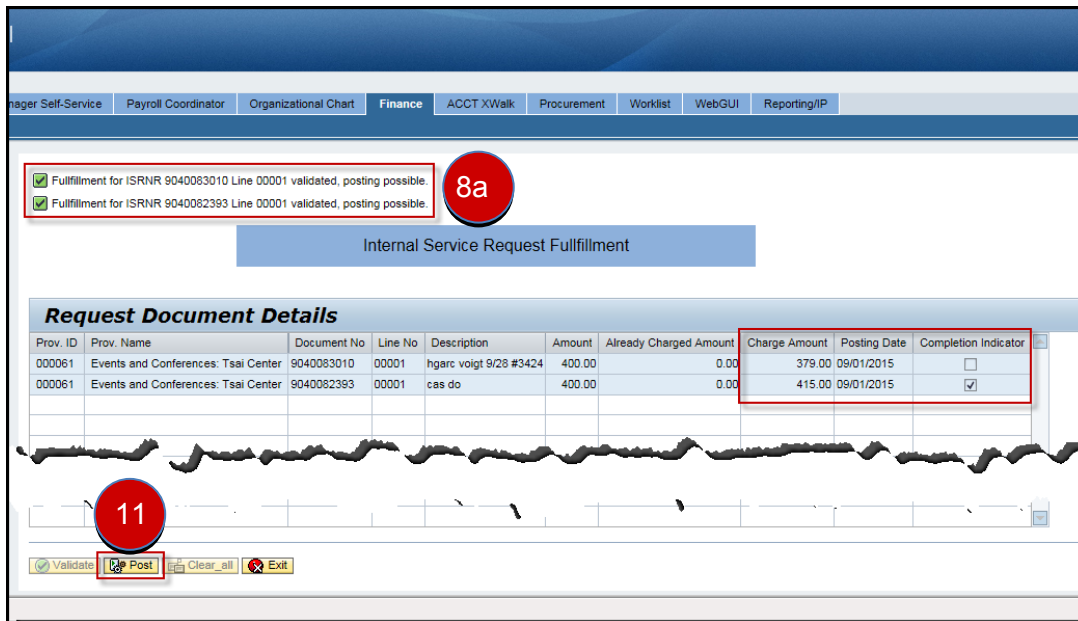 nager Self-Service Payroll Coordinator Organizational Chart Finance ACCT XWalk Procurement Worklist WebGUI Reporting/IP
Fullfillment for ISRNR 9040083010 Line 00001 validated, posting possible.
Fullfillment for ISRNR 9040082393 Line 00001 validated, posting possible.
8a
Internal Service Request Fullfillment
Request Document Details
Prov. ID Prov. Name Document No Line No Description Amount Already Charged Amount Charge Amount Posting Date Completion Indicator
000061 Events and Conferences: Tsai Center 9040083010 00001 hgarc voigt 9/28 #3424 400.00 0.00 379.00 09/01/2015
000061 Events and Conferences: Tsai Center 9040082393 00001 cas do 400.00 0.00 415.00 09/01/2015
11
Validate Post Clear_all Exit